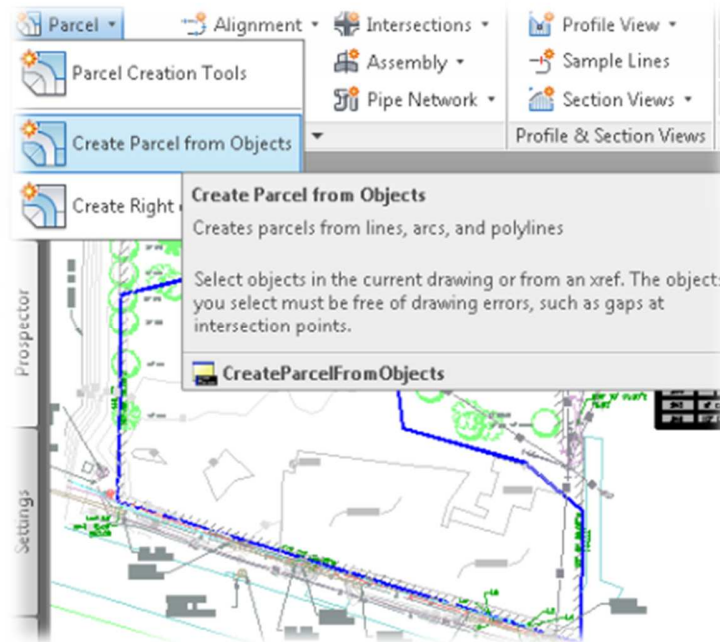 Parcel
Alignment
Intersections
Profile View
Parcel Creation Tools
Assembly
Sample Lines
Pipe Network
Section Views
Create Parcel from Objects
Profile & Section Views
Create Right
Create Parcel from Objects
Creates parcels from lines, arcs, and polylines
Select objects in the current drawing or from an xref. The objects
you select must be free of drawing errors, such as gaps at
intersection points.
CreateParcelFromObjects
Prospector
Settings